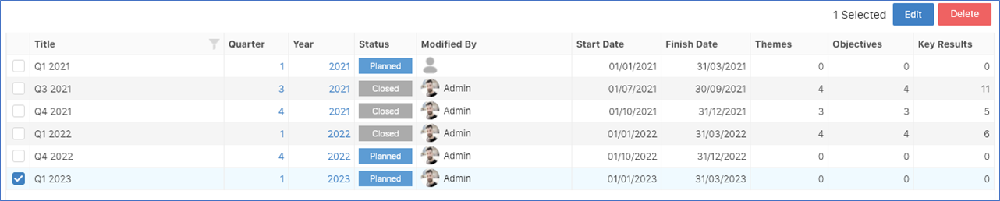 1 Selected Edit Delete
Title Quarter Year Status Modified By Start Date Finish Date Themes Objectives Key Results
Q1 2021 1 2021 Planned 01/01/2021 31/03/2021 0 0 0
Q3 2021 3 2021 Closed Admin 01/07/2021 30/09/2021 4 4 11
Q4 2021 4 2021 Closed Admin 01/10/2021 31/12/2021 3 3 5
Q1 2022 1 2022 Closed Admin 01/01/2022 31/03/2022 4 4 6
Q4 2022 4 2022 Planned Admin 01/10/2022 31/12/2022 0 0 0
Q1 2023 1 2023 Planned Admin 01/01/2023 31/03/2023 0 0 0